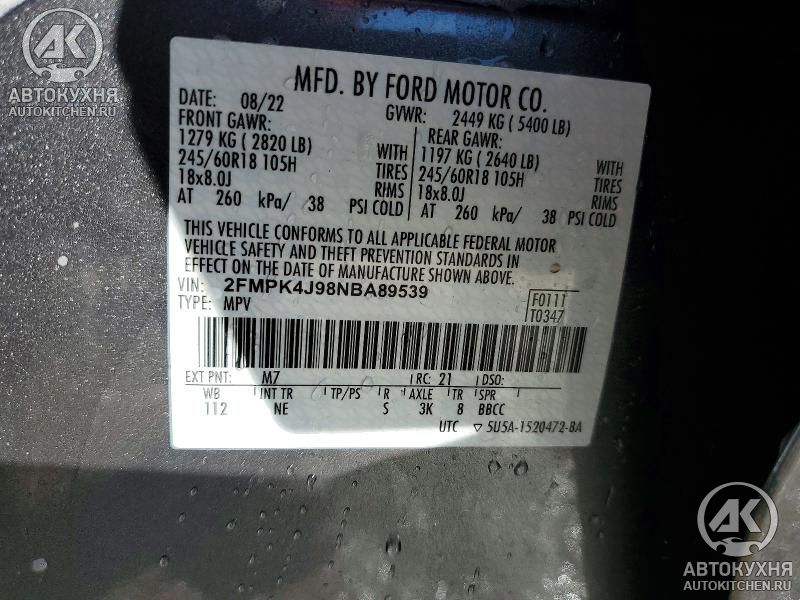 AK
АВТОКУХНЯ
AUTOKITCHEN.RU
MFD. BY FORD MOTOR CO.
DATE: 08/22
GVWR: 2449 KG ( 5400 LB)
FRONT GAWR:
1279 KG ( 2820 LB)
WITH
245/60R18 105H
TIRES
18x8.0J
RIMS
AT 260 kPa/ 38 PSI COLD
REAR GAWR:
1197 KG ( 2640 LB)
WITH
245/60R18 105H
TIRES
18x8.0J
RIMS
AT 260 kPa/ 38 PSI COLD
THIS VEHICLE CONFORMS TO ALL APPLICABLE FEDERAL MOTOR
VEHICLE SAFETY AND THEFT PREVENTION STANDARDS IN
EFFECT ON THE DATE OF MANUFACTURE SHOWN ABOVE.
VIN: 2FMPK4J98NBA89539
TYPE: MPV
F0111
T0347
EXT PNT: M7 RC: 21 DSO:
WB INT TR TP/PS R AXLE TR SPR
112 NE S 3K 8 BBCC
UTC ▽ 5U5A-1520472-BA
AK
АВТОКУХНЯ
AUTOKITCHEN.RU